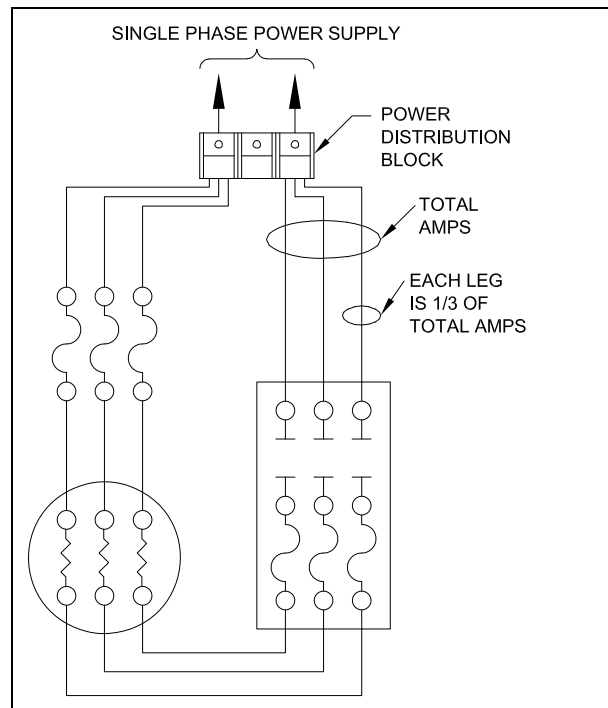 SINGLE PHASE POWER SUPPLY
POWER
DISTRIBUTION
BLOCK
TOTAL
AMPS
EACH LEG
IS 1/3 OF
TOTAL AMPS